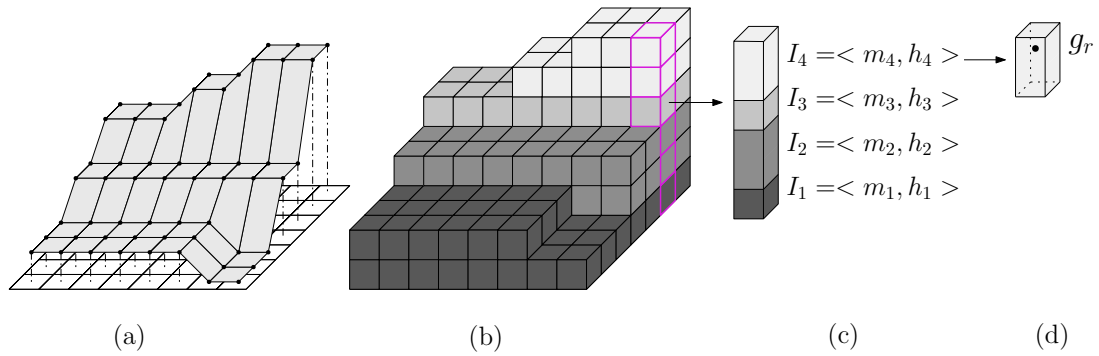 I₄ =< m₄, h₄ >
I₃ =< m₃, h₃ >
I₂ =< m₂, h₂ >
I₁ =< m₁, h₁ >
gᵣ
(a)
(b)
(c)
(d)